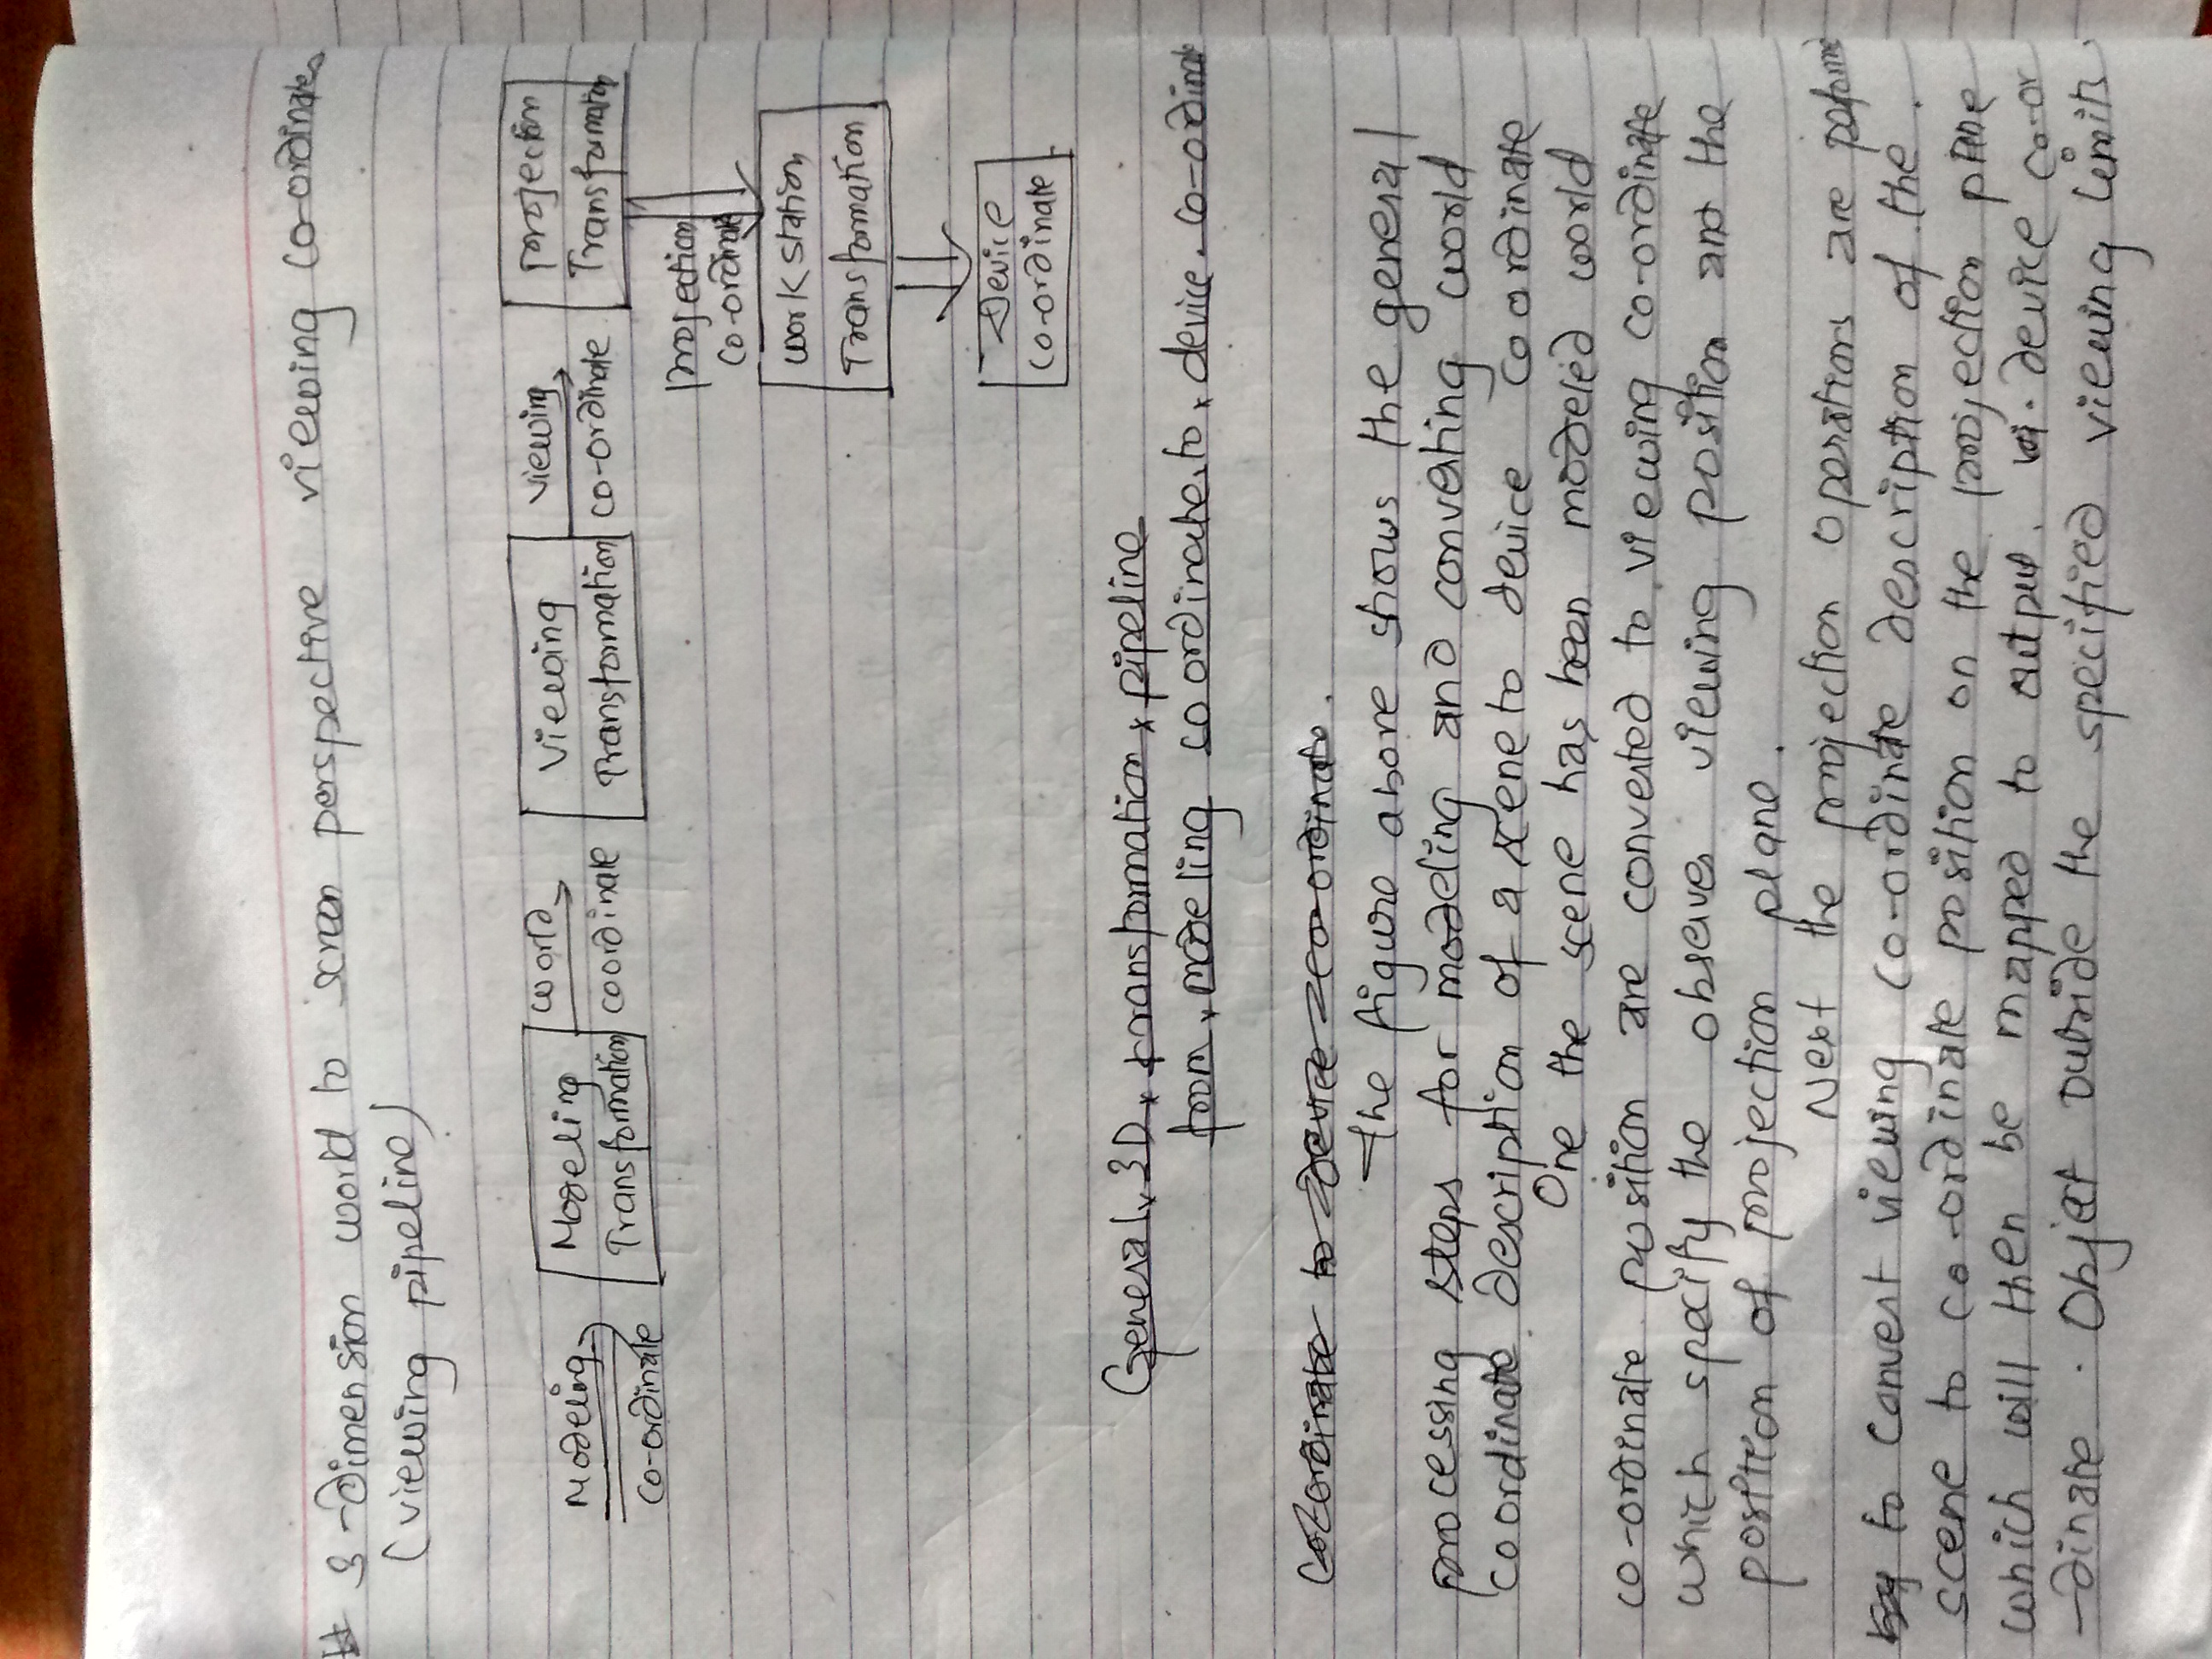 # 3-dimension world to screen perspective viewing co-ordinates
(viewing pipeline)
Modeling
co-ordinate
Modeling
Transformation
world
coordinate
Viewing
Transformation
viewing
co-ordinate
projection
Transformation
projection
co-ordinate
work station
Transformation
Device
co-ordinate
General 3D transformation pipeline
from modeling coordinate to device co-ordinate
Co-ordinate to device co-ordinate.
The figure above shows the general
processing steps for modeling and converting world
coordinate description of a scene to device coordinate
One the scene has been modeled world
co-ordinate position are converted to viewing co-ordinate
which specify the observer viewing position and the
position of projection plane.
Next the projection operations are
to convert viewing co-ordinate description of the
scene to co-ordinate position on the projection plane
which will then be mapped to output device co-or
-dinate. Object outside the specified viewing limits